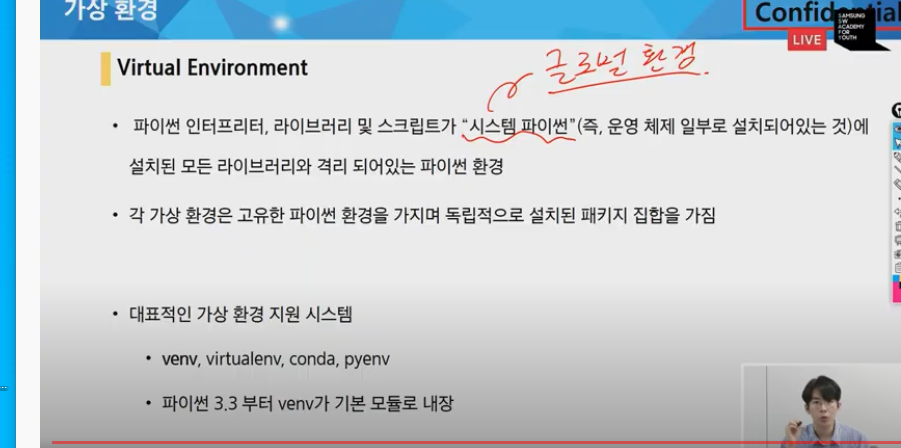 가상 환경
Confidential
LIVE
SAMSUNG
SW
ACADEMY
FOR
YOUTH
Virtual Environment
글로벌 환경.
• 파이썬 인터프리터, 라이브러리 및 스크립트가 “시스템 파이썬”(즉, 운영 체제 일부로 설치되어있는 것)에
설치된 모든 라이브러리와 격리 되어있는 파이썬 환경
• 각 가상 환경은 고유한 파이썬 환경을 가지며 독립적으로 설치된 패키지 집합을 가짐
• 대표적인 가상 환경 지원 시스템
• venv, virtualenv, conda, pyenv
• 파이썬 3.3 부터 venv가 기본 모듈로 내장